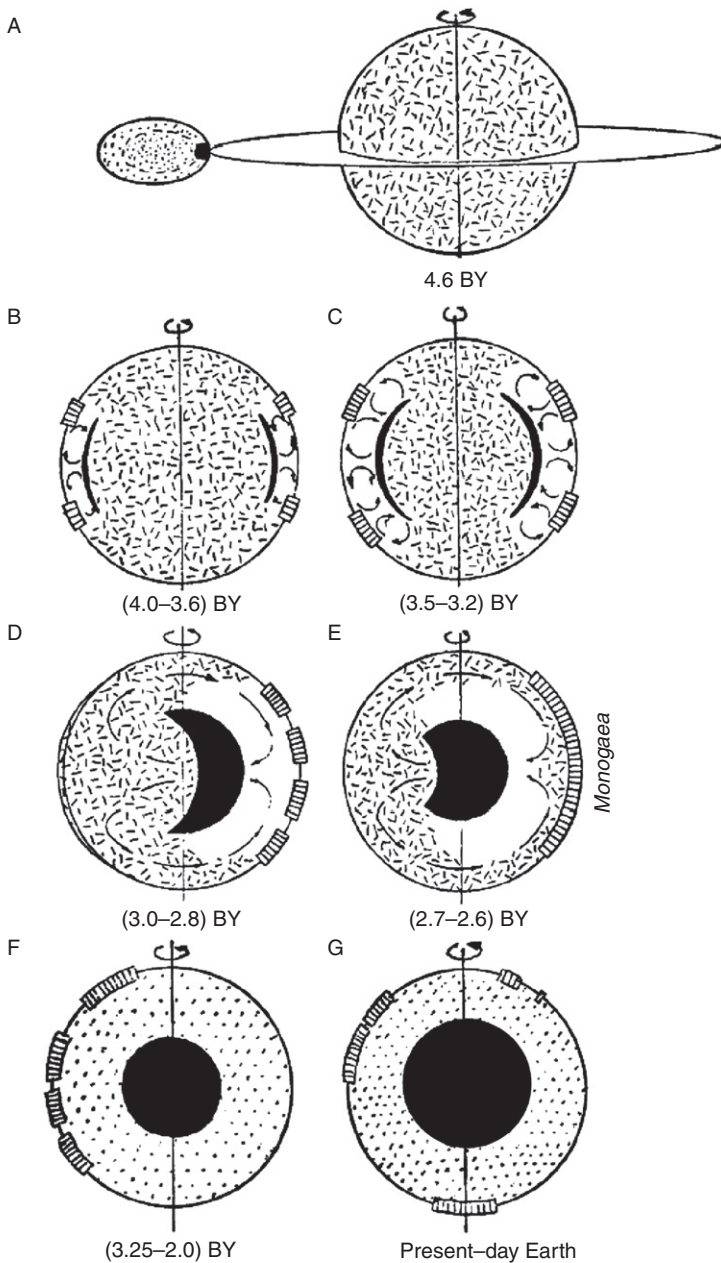 A
4.6 BY
B
C
(4.0–3.6) BY
(3.5–3.2) BY
D
E
Monogaea
(3.0–2.8) BY
(2.7–2.6) BY
F
G
(3.25–2.0) BY
Present–day Earth